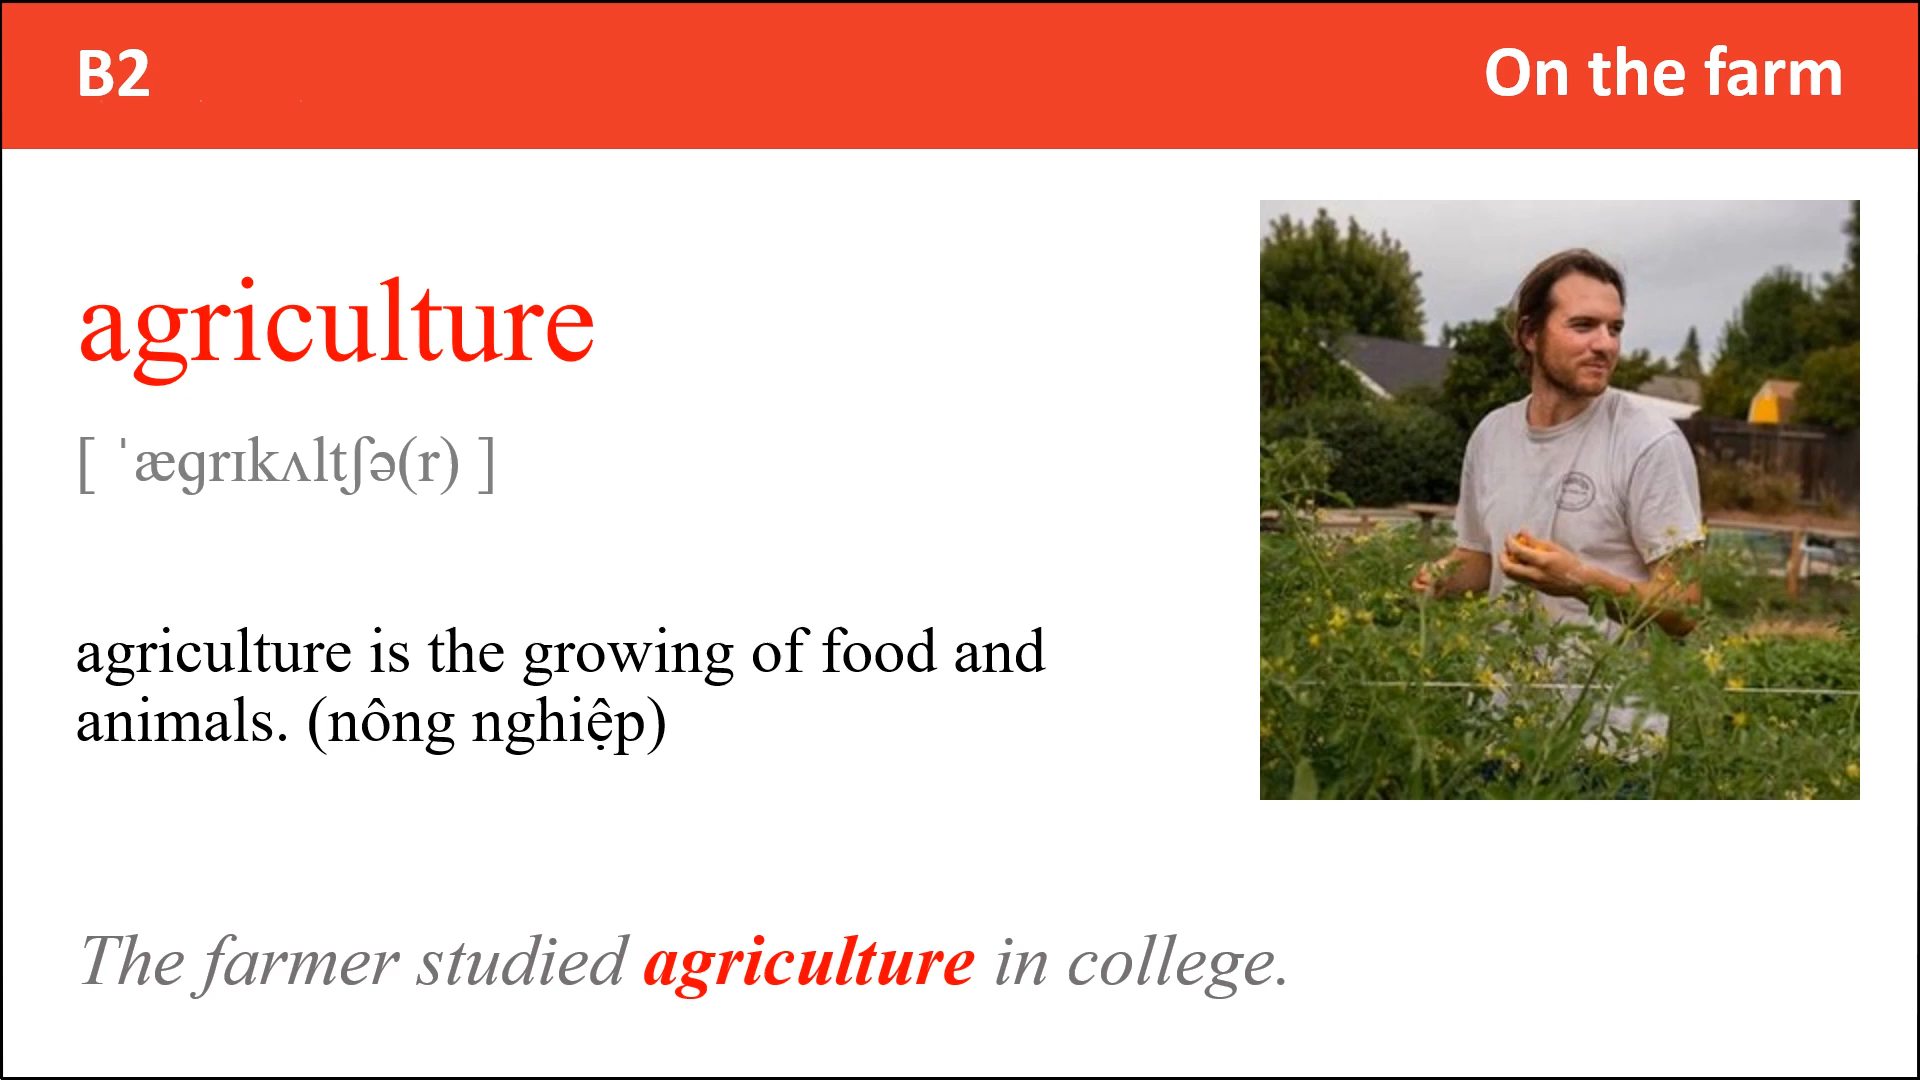 B2
On the farm
agriculture
[ ˈæɡrɪkʌltʃə(r) ]
agriculture is the growing of food and
animals. (nông nghiệp)
The farmer studied agriculture in college.